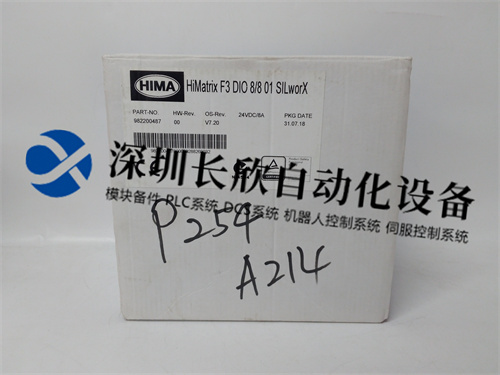 HIMA
HiMatrix F3 DIO 8/8 01 SILworX
PART-NO. HW-Rev. OS-Rev. 24VDC/8A PKG DATE
982200467 00 V7.20 31.07.18
深圳长欣自动化设备
模块备件 PLC系统 DCS系统 机器人控制系统 伺服控制系统
P254
A214